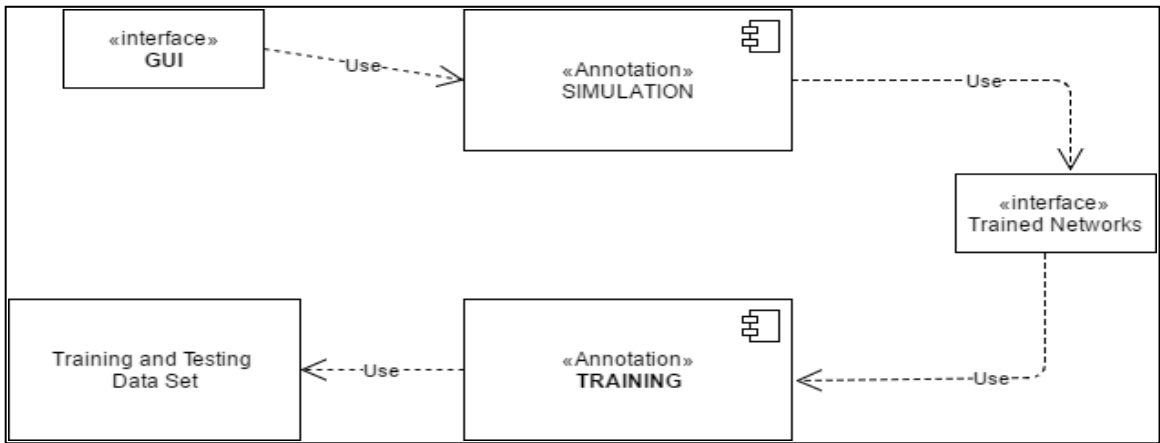 «interface»
GUI
Use
«Annotation»
SIMULATION
Use
«interface»
Trained Networks
Training and Testing
Data Set
Use
«Annotation»
TRAINING
Use